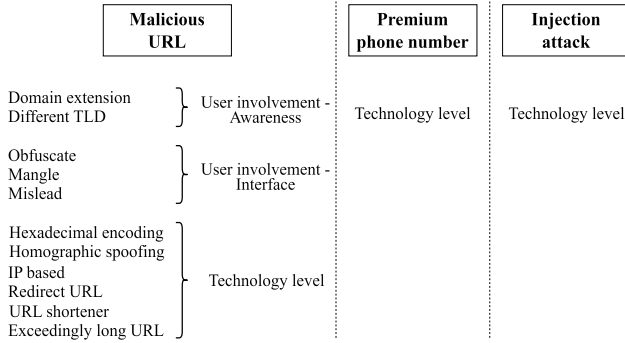 Malicious
URL
Premium
phone number
Injection
attack
Domain extension
Different TLD
User involvement -
Awareness
Technology level
Technology level
Obfuscate
Mangle
Mislead
User involvement -
Interface
Hexadecimal encoding
Homographic spoofing
IP based
Redirect URL
URL shortener
Exceedingly long URL
Technology level